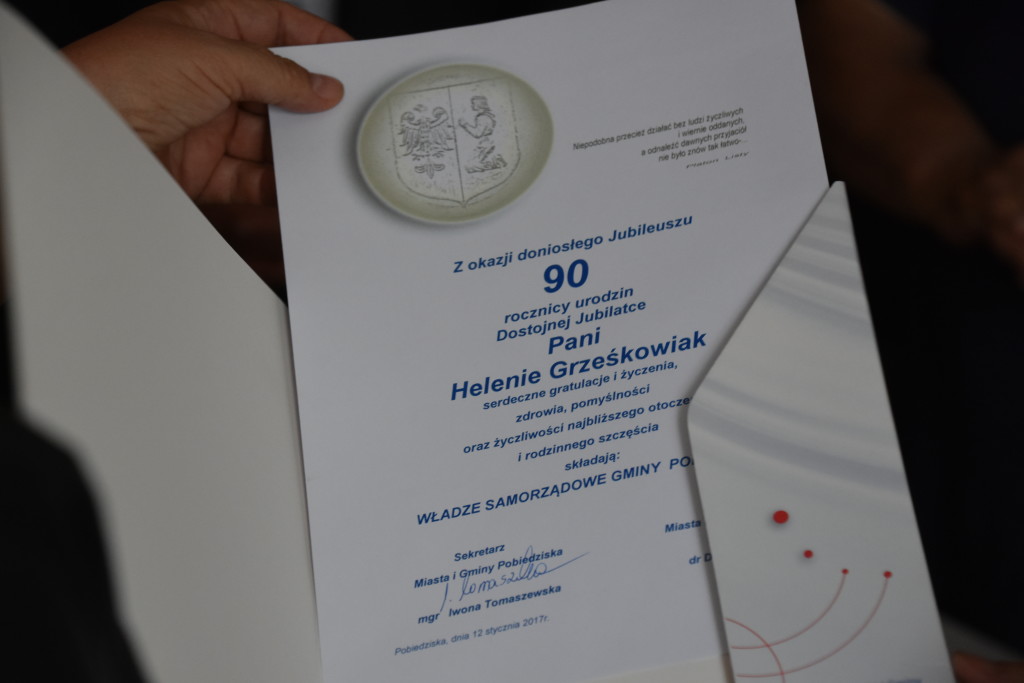 Niepodobna przecież działać bez ludzi życzliwych
i wiernie oddanych,
a odnaleźć dawnych przyjaciół
nie było znów tak łatwo-..
Z okazji doniosłego Jubileuszu
90
rocznicy urodzin
Dostojnej Jubilatce
Pani
Helenie Grześkowiak
serdeczne gratulacje i życzenia,
zdrowia, pomyślności
oraz życzliwości najbliższego otocze
i rodzinnego szczęścia
składają:
WŁADZE SAMORZĄDOWE GMINY PO
Sekretarz
Miasta i Gminy Pobiedziska
I. Tomaszewska
mgr Iwona Tomaszewska
Miasta
dr D
Pobiedziska, dnia 12 stycznia 2017r.